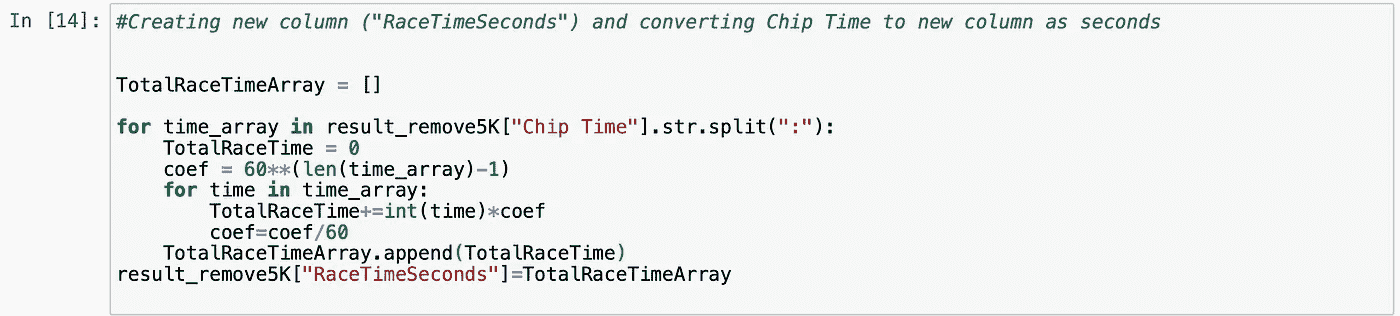 In [14]: #Creating new column ("RaceTimeSeconds") and converting Chip Time to new column as seconds
TotalRaceTimeArray = []
for time_array in result_remove5K["Chip Time"].str.split(":"):
    TotalRaceTime = 0
    coef = 60**(len(time_array)-1)
    for time in time_array:
        TotalRaceTime+=int(time)*coef
        coef=coef/60
    TotalRaceTimeArray.append(TotalRaceTime)
result_remove5K["RaceTimeSeconds"]=TotalRaceTimeArray